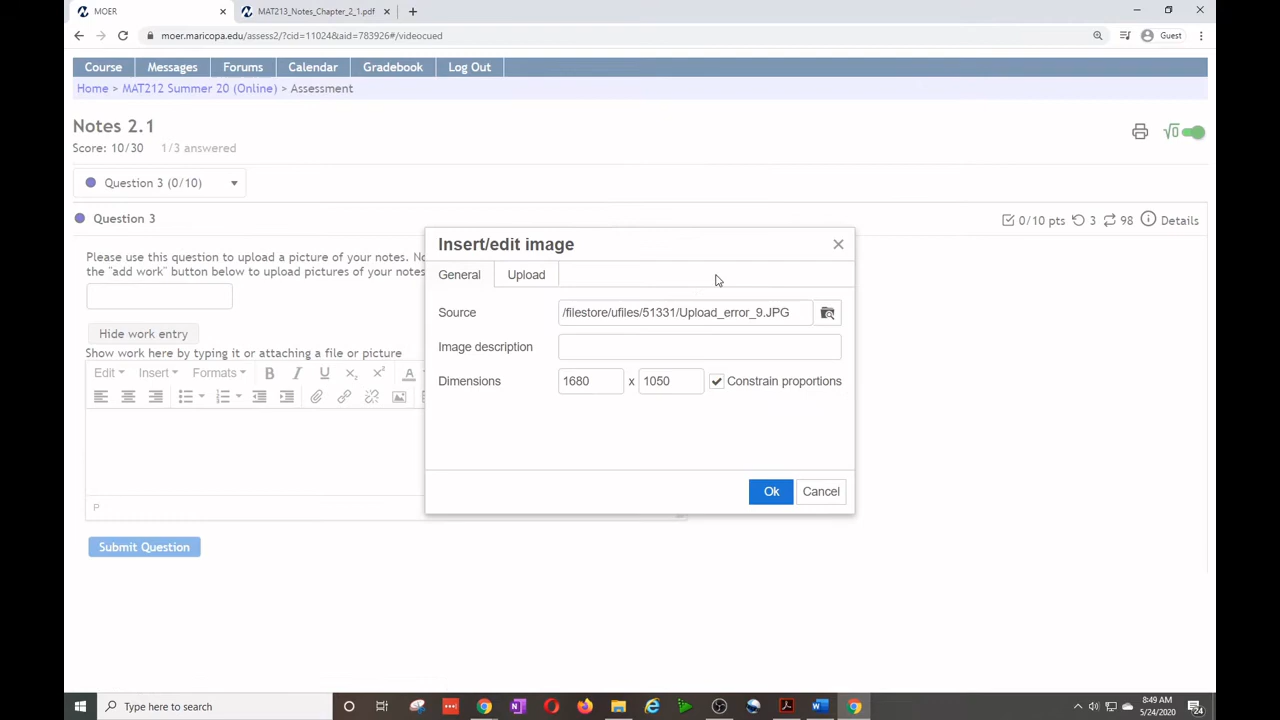 MOER
MAT213_Notes_Chapter_2_1.pdf
moer.maricopa.edu/assess2/?cid=11024&aid=783926#/videocued
Guest
Course Messages Forums Calendar Gradebook Log Out
Home > MAT212 Summer 20 (Online) > Assessment
Notes 2.1
Score: 10/30 1/3 answered
√0
Question 3 (0/10)
Question 3
0/10 pts 3 98 Details
Please use this question to upload a picture of your notes.
the "add work" button below to upload pictures of your notes
Hide work entry
Show work here by typing it or attaching a file or picture
Edit Insert Formats B I U X₂ X² A
P
Submit Question
Insert/edit image
General Upload
Source /filestore/ufiles/51331/Upload_error_9.JPG
Image description
Dimensions 1680 x 1050 Constrain proportions
Ok Cancel
Type here to search
8:49 AM
5/24/2020
24